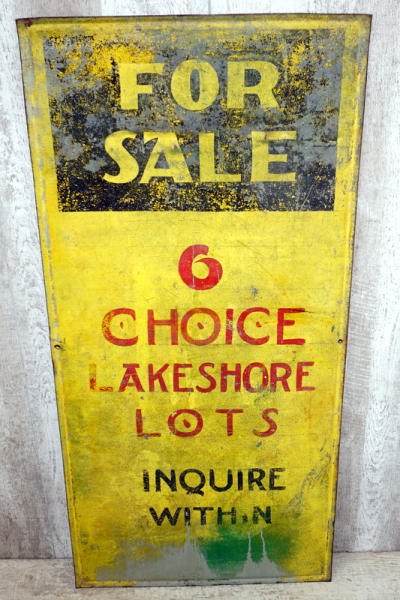 FOR
SALE
6
CHOICE
LAKESHORE
LOTS
INQUIRE
WITHIN